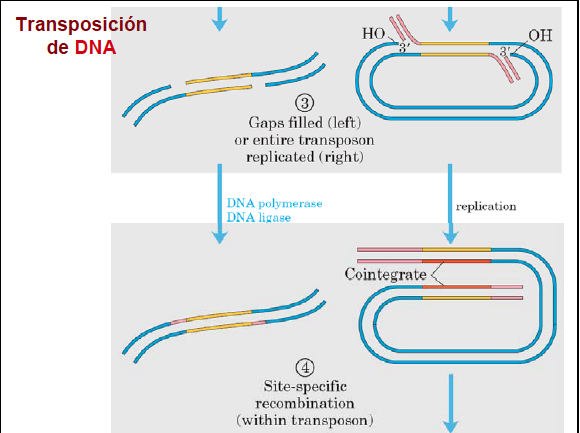 Transposición
de DNA
HO
3′
OH
3′
③
Gaps filled (left)
or entire transposon
replicated (right)
DNA polymerase
DNA ligase
replication
Cointegrate
④
Site-specific
recombination
(within transposon)